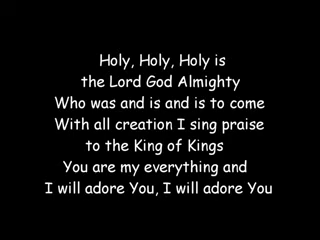 Holy, Holy, Holy is
the Lord God Almighty
Who was and is and is to come
With all creation I sing praise
to the King of Kings
You are my everything and
I will adore You, I will adore You